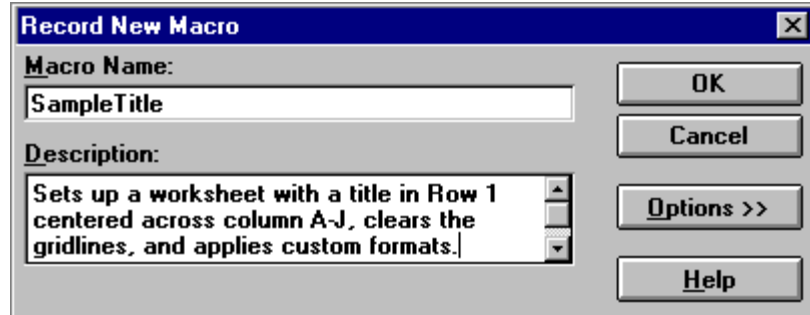 Record New Macro
Macro Name:
SampleTitle
Description:
Sets up a worksheet with a title in Row 1
centered across column A-J, clears the
gridlines, and applies custom formats.
OK
Cancel
Options >>
Help